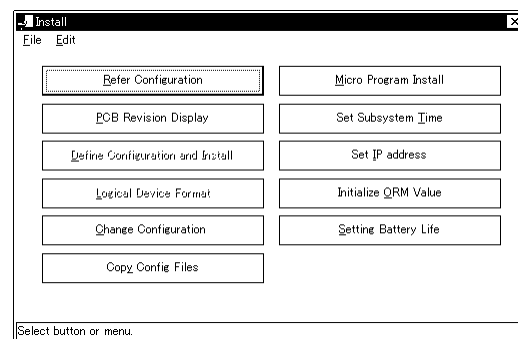 Install
File Edit
Refer Configuration
Micro Program Install
PCB Revision Display
Set Subsystem Time
Define Configuration and Install
Set IP address
Logical Device Format
Initialize ORM Value
Change Configuration
Setting Battery Life
Copy Config Files
Select button or menu.